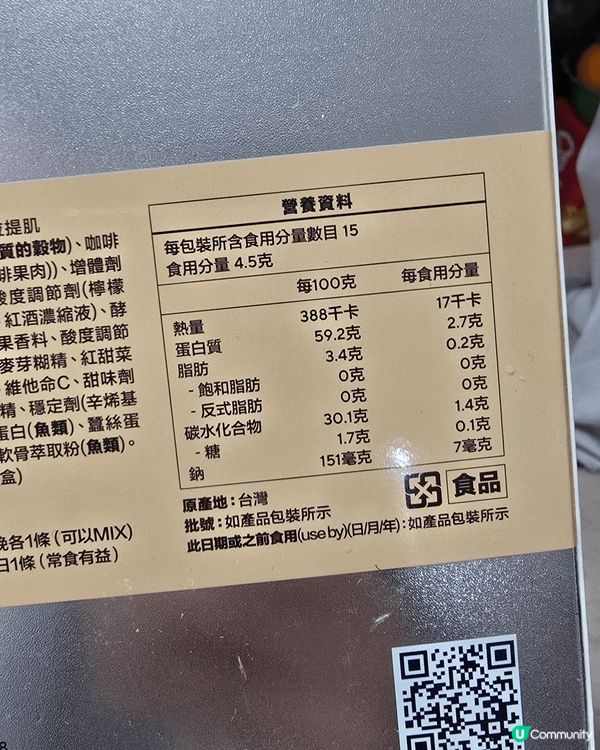 提肌
質的穀物)、咖啡
啡果肉))、增體劑
酸度調節劑(檸檬
紅酒濃縮液)、酵
果香料、酸度調節
麥芽糊精、紅甜菜
維他命C、甜味劑
精、穩定劑(辛烯基
蛋白(魚類)、蠶絲蛋
軟骨萃取粉(魚類)。
盒)
晚各1條(可以MIX)
日1條(常食有益)
營養資料
每包裝所含食用分量數目 15
食用分量 4.5克
每100克 每食用分量
熱量 388千卡 17千卡
蛋白質 59.2克 2.7克
脂肪 3.4克 0.2克
- 飽和脂肪 0克 0克
- 反式脂肪 0克 0克
碳水化合物 30.1克 1.4克
- 糖 1.7克 0.1克
鈉 151毫克 7毫克
原產地：台灣
批號：如產品包裝所示
此日期或之前食用(use by)(日/月/年)：如產品包裝所示
食品
U Community